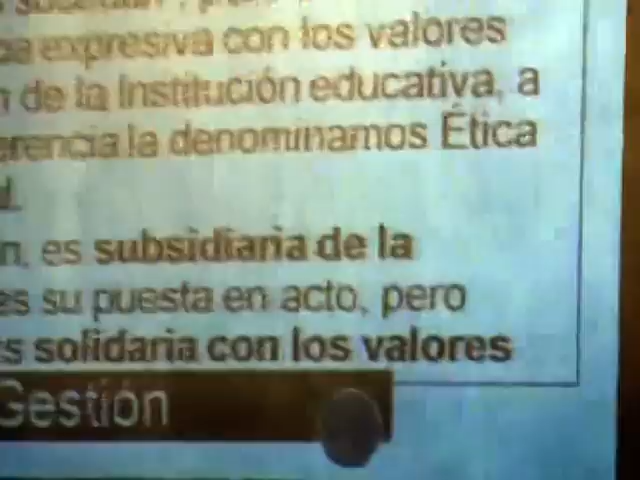 expresiva con los valores
de la Institución educativa, a
la denominamos Ética
es subsidiaria de la
es su puesta en acto, pero
solidaria con los valores
Gestión